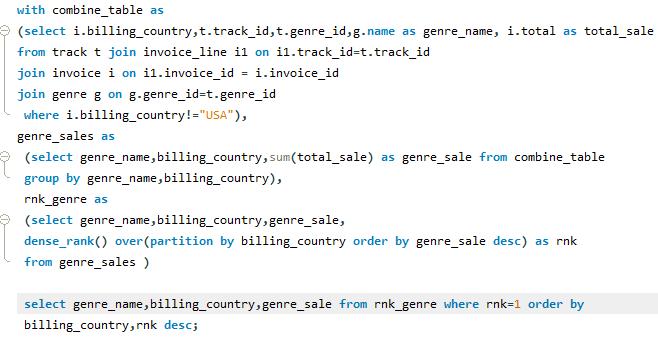 with combine_table as
(select i.billing_country,t.track_id,t.genre_id,g.name as genre_name, i.total as total_sale
from track t join invoice_line i1 on i1.track_id=t.track_id
join invoice i on i1.invoice_id = i.invoice_id
join genre g on g.genre_id=t.genre_id
where i.billing_country!="USA"),
genre_sales as
(select genre_name,billing_country,sum(total_sale) as genre_sale from combine_table
group by genre_name,billing_country),
rnk_genre as
(select genre_name,billing_country,genre_sale,
dense_rank() over(partition by billing_country order by genre_sale desc) as rnk
from genre_sales )
select genre_name,billing_country,genre_sale from rnk_genre where rnk=1 order by
billing_country,rnk desc;